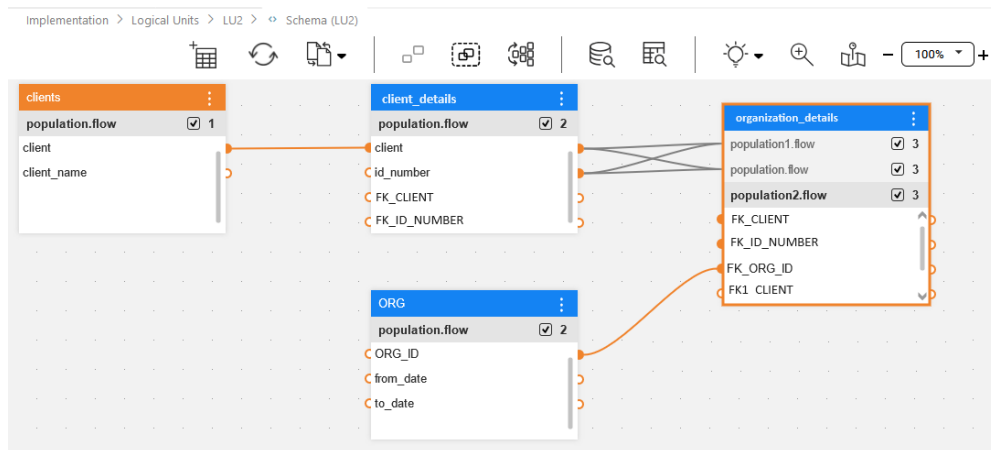 Implementation > Logical Units > LU2 > Schema (LU2)
100%
clients
population.flow 1
client
client_name
client_details
population.flow 2
client
id_number
FK_CLIENT
FK_ID_NUMBER
organization_details
population1.flow 3
population.flow 3
population2.flow 3
FK_CLIENT
FK_ID_NUMBER
FK_ORG_ID
FK1_CLIENT
ORG
population.flow 2
ORG_ID
from_date
to_date